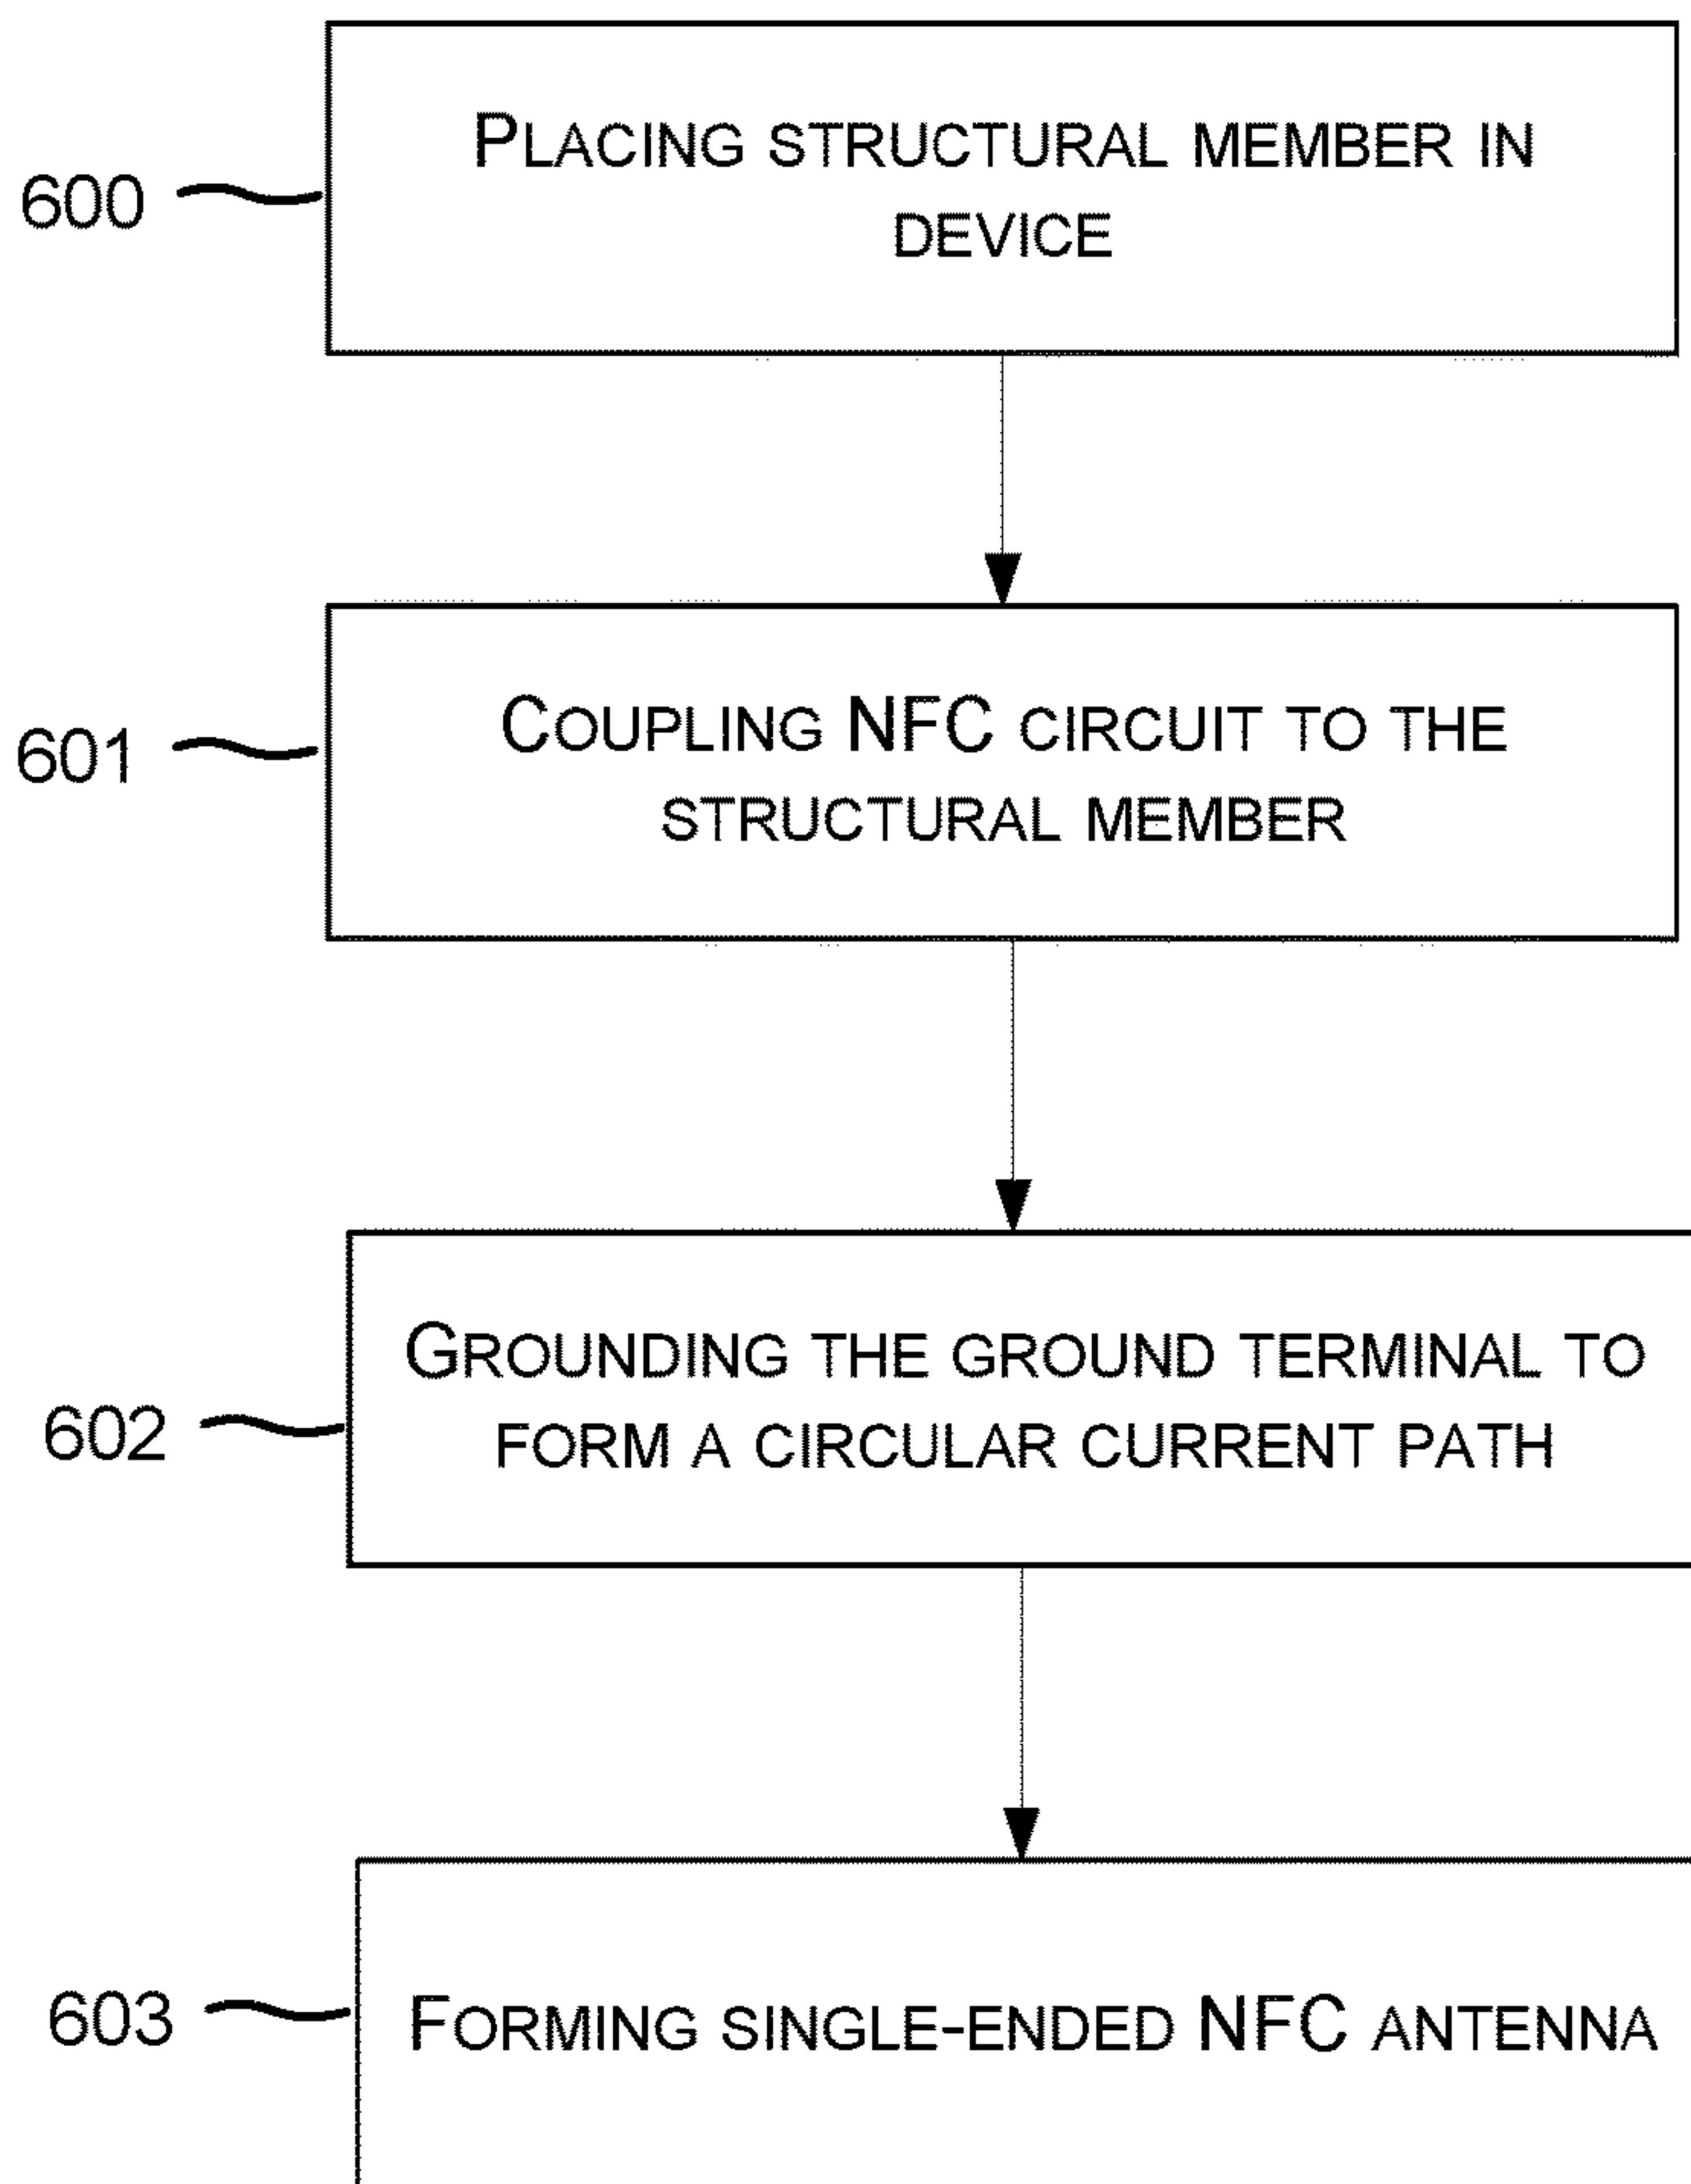 600
PLACING STRUCTURAL MEMBER IN
DEVICE
601
COUPLING NFC CIRCUIT TO THE
STRUCTURAL MEMBER
602
GROUNDING THE GROUND TERMINAL TO
FORM A CIRCULAR CURRENT PATH
603
FORMING SINGLE-ENDED NFC ANTENNA